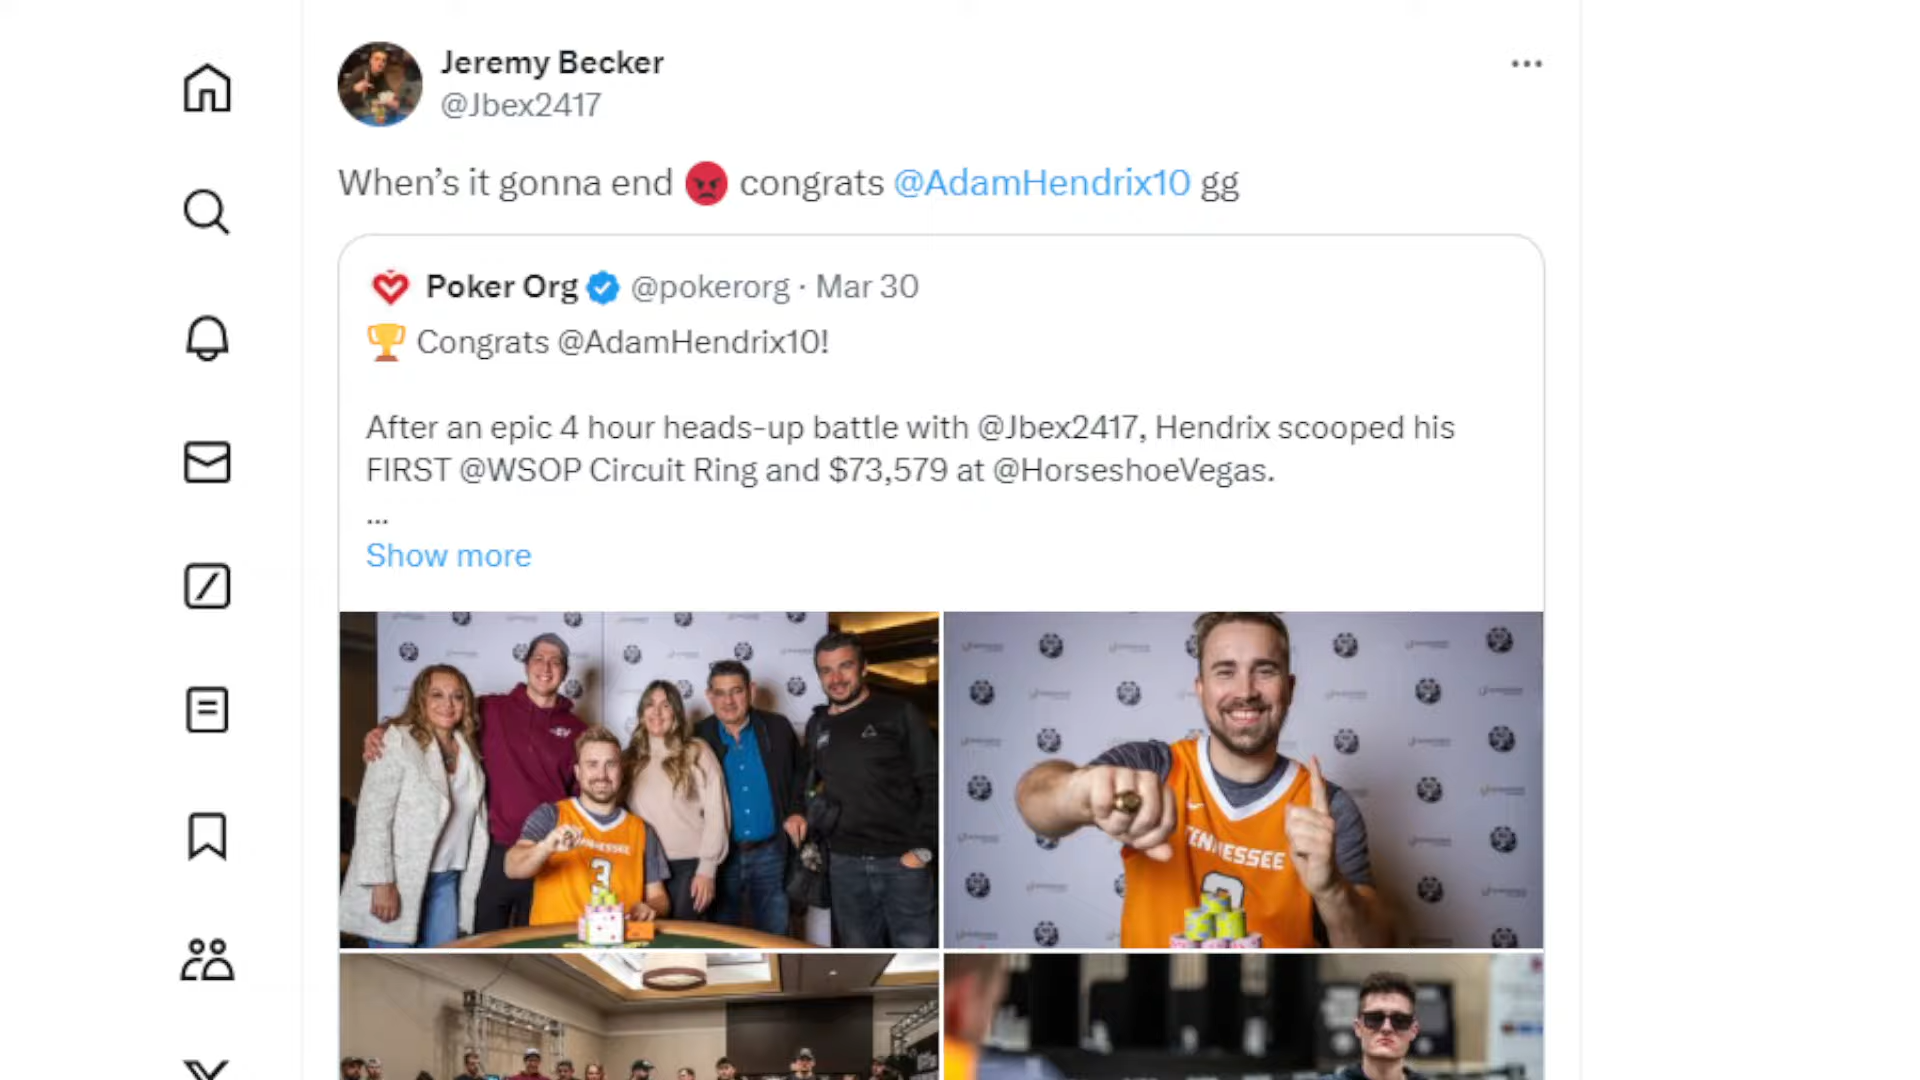 Jeremy Becker
@Jbex2417
When’s it gonna end 😡 congrats @AdamHendrix10 gg
Poker Org @pokerorg · Mar 30
🏆 Congrats @AdamHendrix10!
After an epic 4 hour heads-up battle with @Jbex2417, Hendrix scooped his
FIRST @WSOP Circuit Ring and $73,579 at @HorseshoeVegas.
...
Show more
TENNESSEE
3